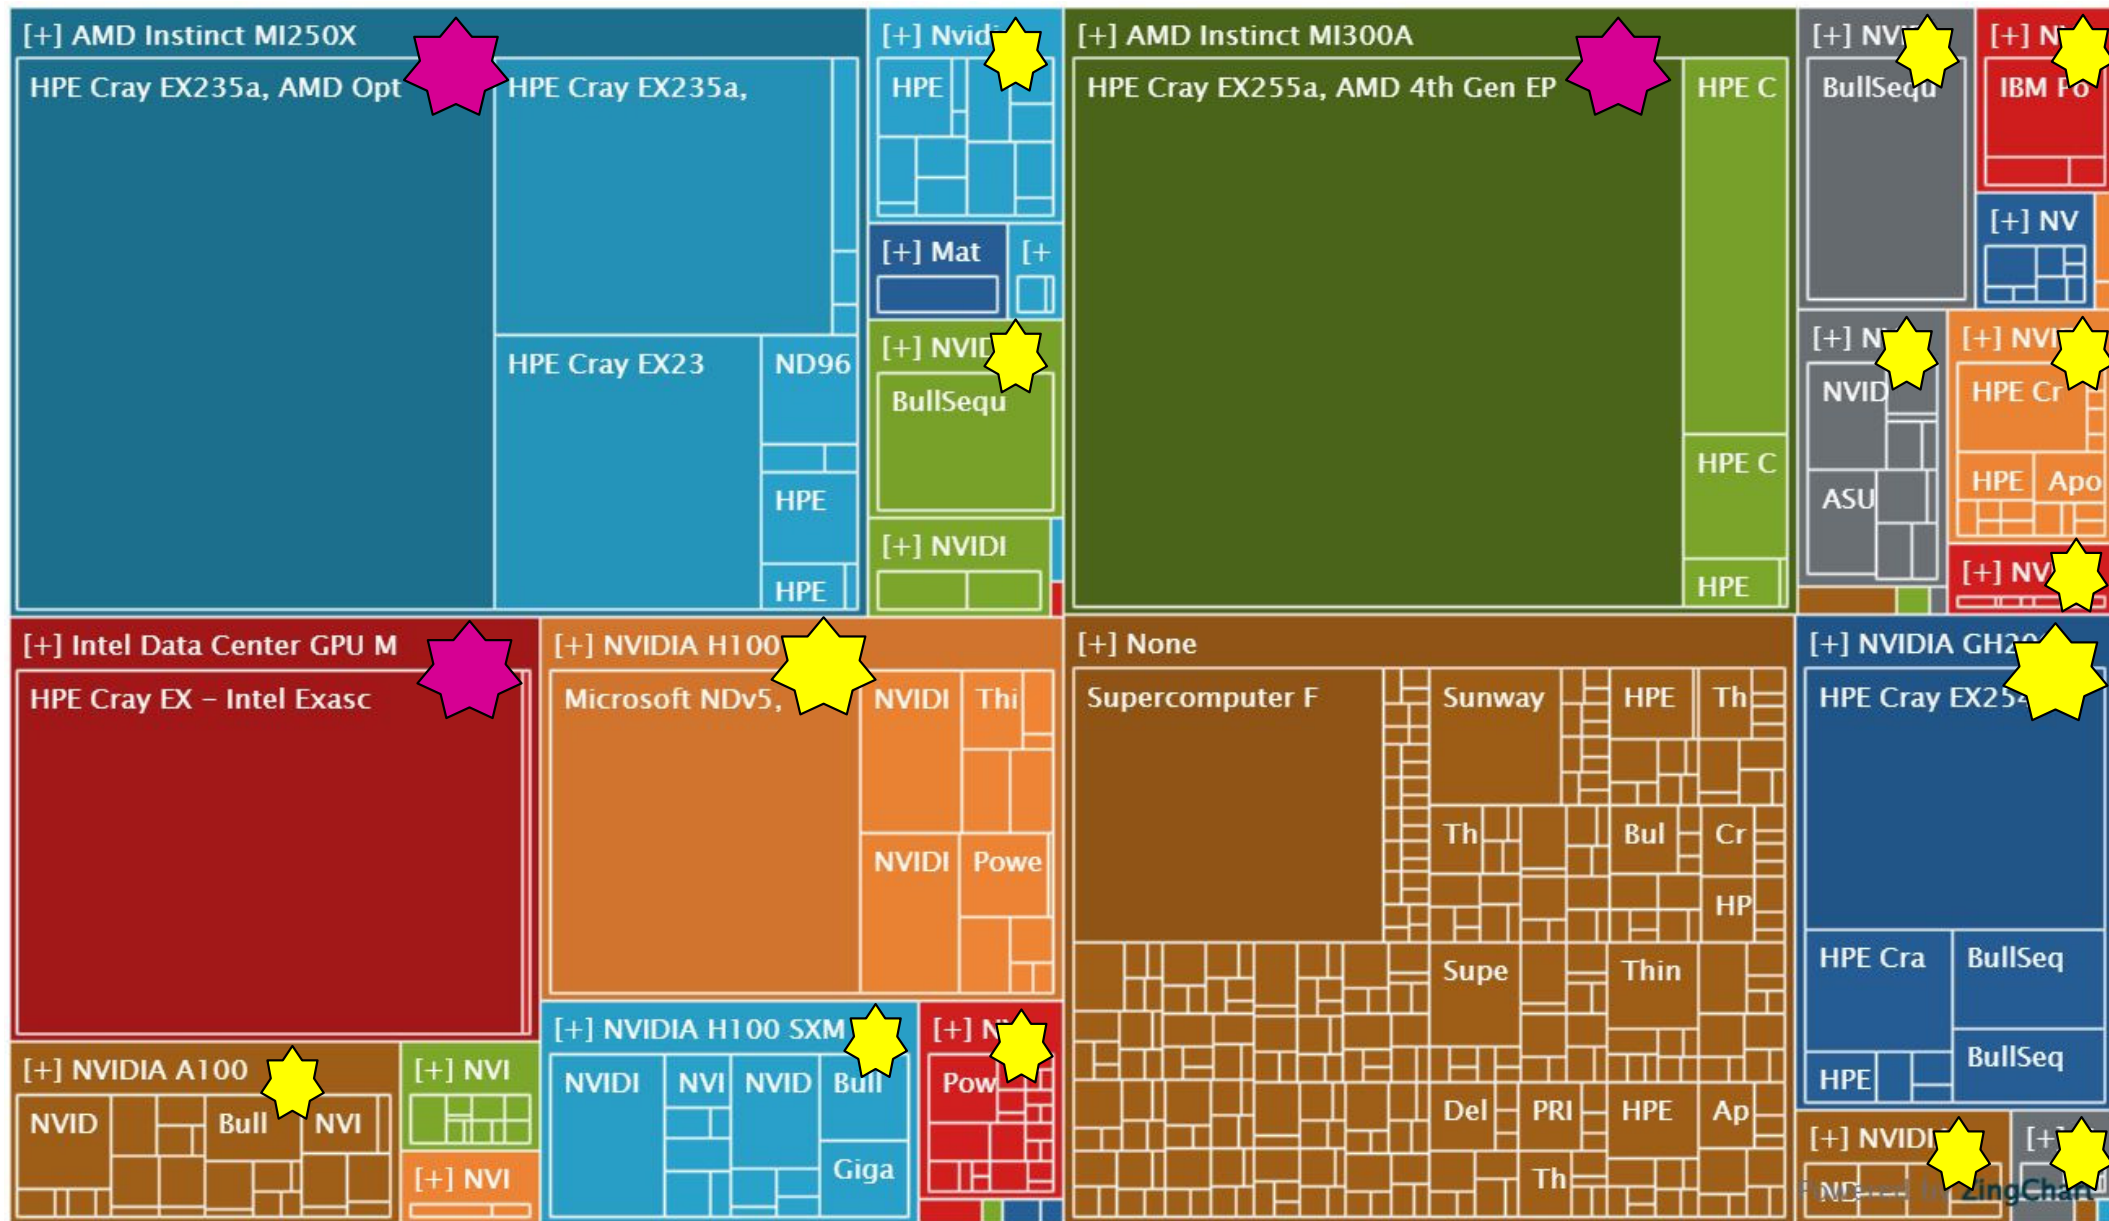 [+] AMD Instinct MI250X
HPE Cray EX235a, AMD Opt
HPE Cray EX235a,
HPE Cray EX23
ND96
HPE
HPE
[+] Nvidi
HPE
[+] Mat
[+
[+] NVID
BullSequ
[+] NVIDI
[+] AMD Instinct MI300A
HPE Cray EX255a, AMD 4th Gen EP
HPE C
HPE C
HPE
[+] NVI
BullSequ
[+] N
IBM Po
[+] NV
[+] N
NVID
ASU
[+] NVI
HPE Cr
HPE
Apo
[+] NV
[+] Intel Data Center GPU M
HPE Cray EX – Intel Exasc
[+] NVIDIA H100
Microsoft NDv5,
NVIDI
Thi
NVIDI
Powe
[+] None
Supercomputer F
Sunway
HPE
Th
Th
Bul
Cr
HP
Supe
Thin
Del
PRI
HPE
Ap
Th
[+] NVIDIA GH20
HPE Cray EX254
HPE Cra
BullSeq
HPE
BullSeq
[+] NVIDIA A100
NVID
Bull
NVI
[+] NVI
[+] NVI
[+] NVIDIA H100 SXM
NVIDI
NVI
NVID
Bull
Giga
[+] N
Pow
[+] NVIDI
ND
[+]
Powered by ZingChart